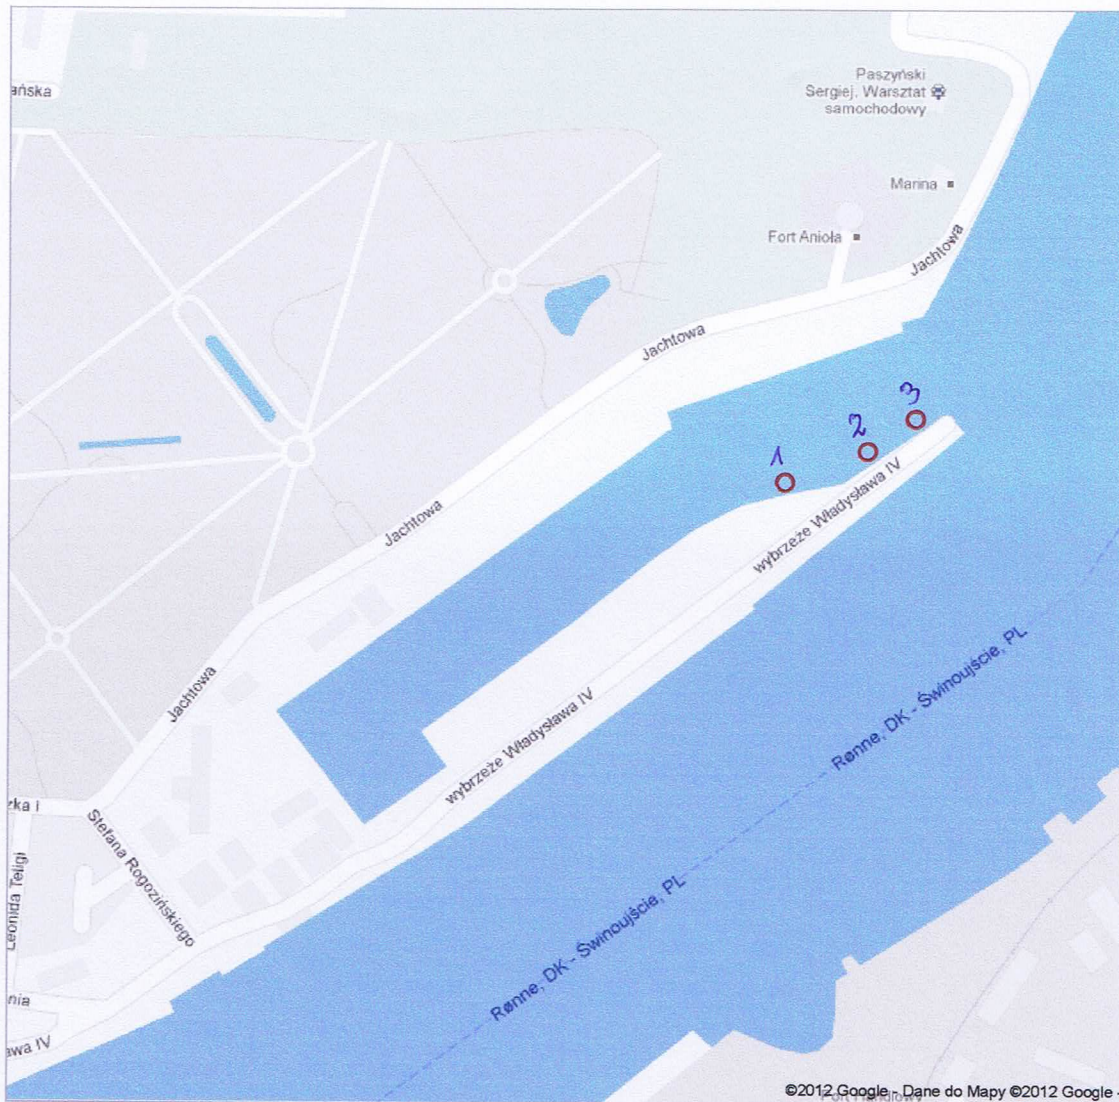 ańska
Paszyński
Sergiej. Warsztat
samochodowy
Marina
Fort Anioła
Jachtowa
Jachtowa
3
2
1
wybrzeże Władysława IV
Jachtowa
Jachtowa
Rønne, DK - Świnoujście, PL
wybrzeże Władysława IV
zka i
Stefana Rogozińskiego
Leonida Teligi
Rønne, DK - Świnoujście, PL
nia
awa IV
©2012 Google - Dane do Mapy ©2012 Google -
Port Handlowy